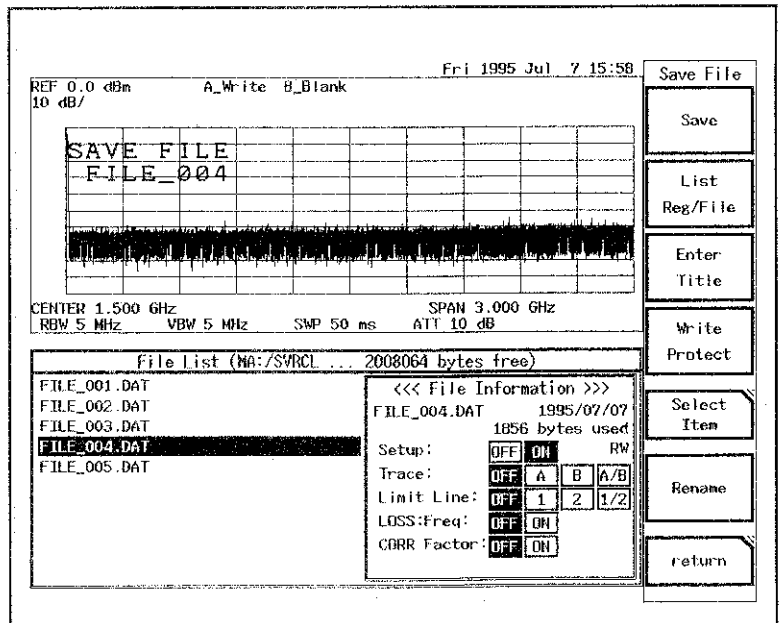 Fri 1995 Jul 7 15:58
REF 0.0 dBm A_Write B_Blank
10 dB/
SAVE FILE
FILE_004
CENTER 1.500 GHz SPAN 3.000 GHz
RBW 5 MHz VBW 5 MHz SWP 50 ms ATT 10 dB
File List (MA:/SVRCL ... 2008064 bytes free)
FILE_001.DAT
FILE_002.DAT
FILE_003.DAT
FILE_004.DAT
FILE_005.DAT
<<< File Information >>>
FILE_004.DAT 1995/07/07
1856 bytes used
Setup: OFF ON RW
Trace: OFF A B A/B
Limit Line: OFF 1 2 1/2
LOSS:Freq: OFF ON
CORR Factor: OFF ON
Save File
Save
List
Reg/File
Enter
Title
Write
Protect
Select
Item
Rename
return